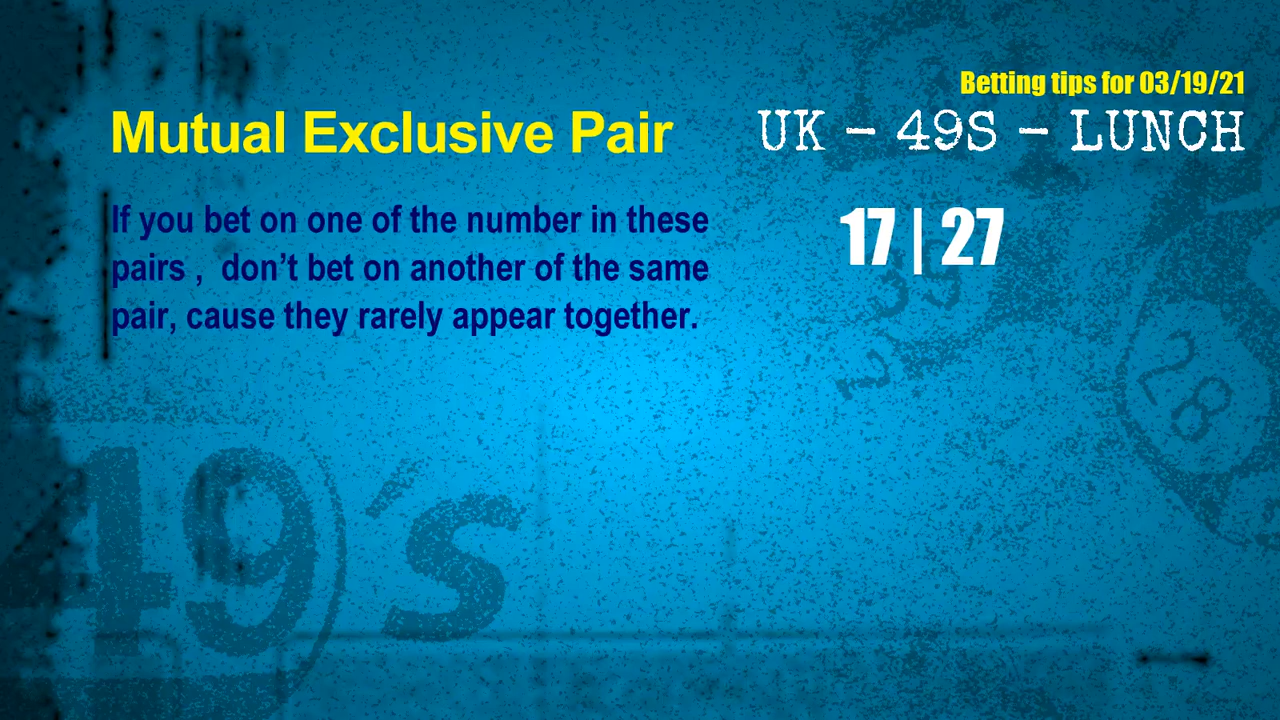 Betting tips for 03/19/21
Mutual Exclusive Pair
UK - 49S - LUNCH
If you bet on one of the number in these
pairs ,  don't bet on another of the same
pair, cause they rarely appear together.
17 | 27
33
28
49's